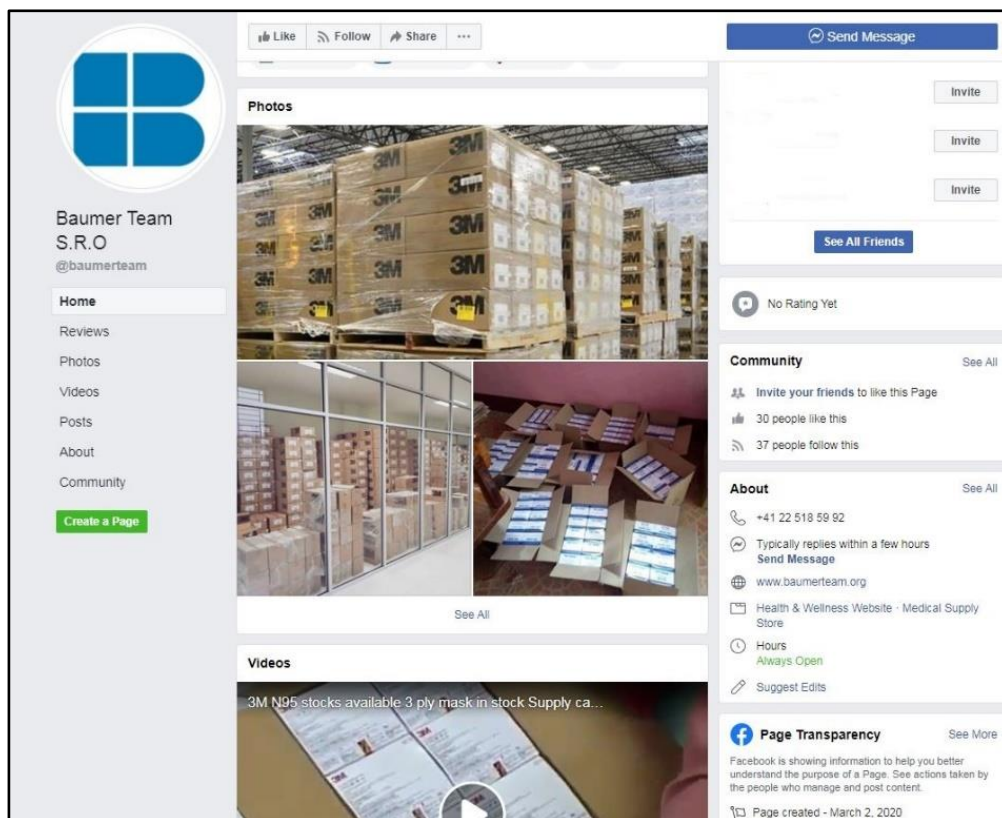 Like
Follow
Share
Send Message
Baumer Team
S.R.O
@baumerteam
Home
Reviews
Photos
Videos
Posts
About
Community
Create a Page
Photos
3M
3M
3M
3M
3M
3M
3M
3M
3M
3M
See All
Videos
3M N95 stocks available 3 ply mask in stock Supply ca...
Invite
Invite
Invite
See All Friends
No Rating Yet
Community
See All
Invite your friends to like this Page
30 people like this
37 people follow this
About
See All
+41 22 518 59 92
Typically replies within a few hours
Send Message
www.baumerteam.org
Health & Wellness Website · Medical Supply
Store
Hours
Always Open
Suggest Edits
Page Transparency
See More
Facebook is showing information to help you better
understand the purpose of a Page. See actions taken by
the people who manage and post content.
Page created - March 2, 2020